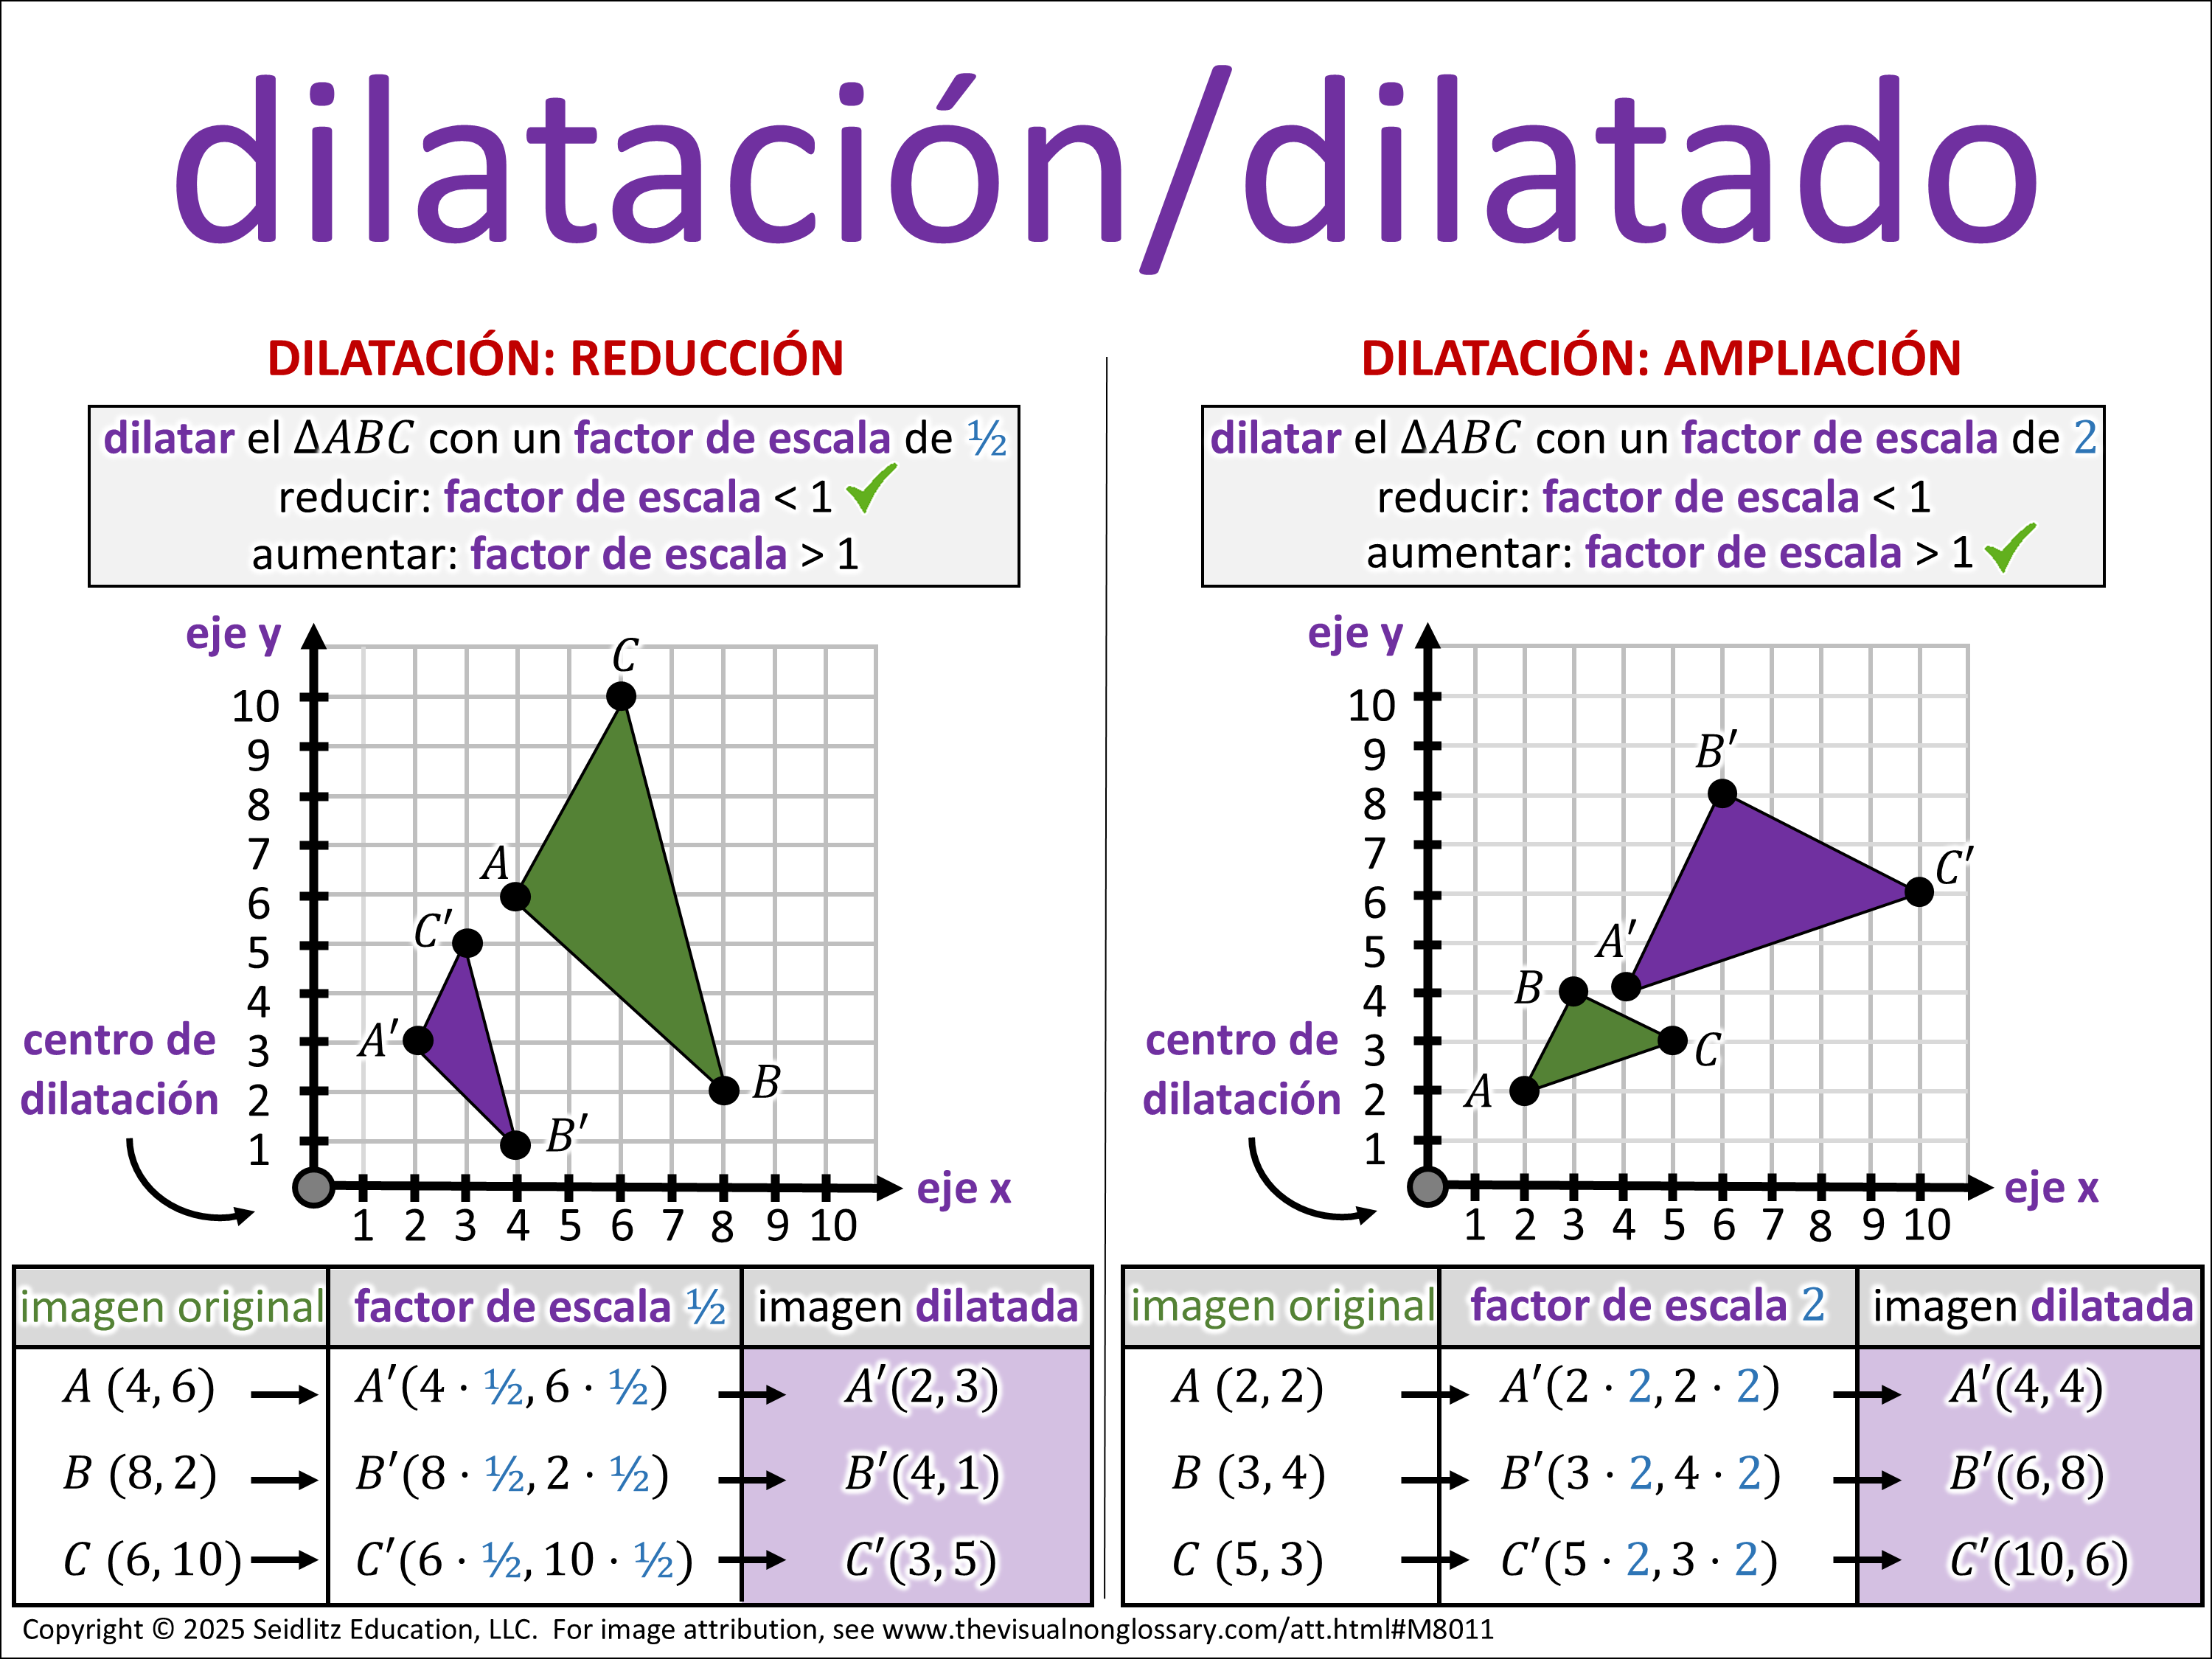 dilatación/dilatado
DILATACIÓN: REDUCCIÓN
dilatar el ΔABC con un factor de escala de ½
reducir: factor de escala < 1
aumentar: factor de escala > 1
eje y
10
9
8
7
6
5
4
3
2
1
C
A
C′
A′
B
B′
centro de
dilatación
eje x
1 2 3 4 5 6 7 8 9 10
imagen original factor de escala ½ imagen dilatada
A (4, 6) A′(4 · ½, 6 · ½) A′(2, 3)
B (8, 2) B′(8 · ½, 2 · ½) B′(4, 1)
C (6, 10) C′(6 · ½, 10 · ½) C′(3, 5)
DILATACIÓN: AMPLIACIÓN
dilatar el ΔABC con un factor de escala de 2
reducir: factor de escala < 1
aumentar: factor de escala > 1
eje y
10
9
8
7
6
5
4
3
2
1
B′
C′
A′
B
C
A
centro de
dilatación
eje x
1 2 3 4 5 6 7 8 9 10
imagen original factor de escala 2 imagen dilatada
A (2, 2) A′(2 · 2, 2 · 2) A′(4, 4)
B (3, 4) B′(3 · 2, 4 · 2) B′(6, 8)
C (5, 3) C′(5 · 2, 3 · 2) C′(10, 6)
Copyright © 2025 Seidlitz Education, LLC. For image attribution, see www.thevisualnonglossary.com/att.html#M8011